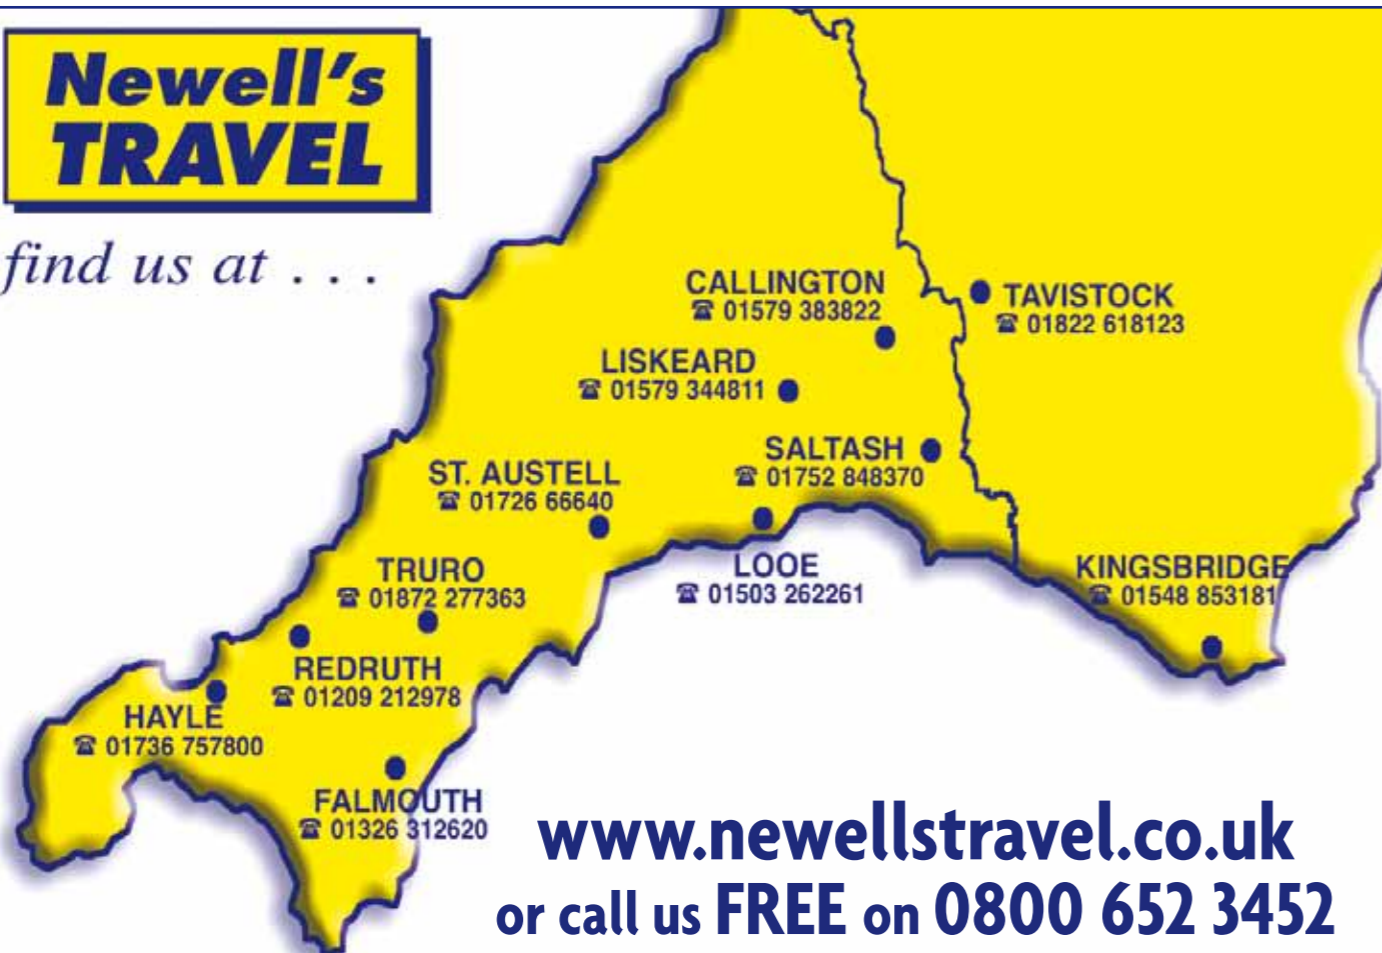 Newell's
TRAVEL
find us at . . .
CALLINGTON
☎ 01579 383822
TAVISTOCK
☎ 01822 618123
LISKEARD
☎ 01579 344811
SALTASH
☎ 01752 848370
ST. AUSTELL
☎ 01726 66640
LOOE
☎ 01503 262261
KINGSBRIDGE
☎ 01548 853181
TRURO
☎ 01872 277363
REDRUTH
☎ 01209 212978
HAYLE
☎ 01736 757800
FALMOUTH
☎ 01326 312620
www.newellstravel.co.uk
or call us FREE on 0800 652 3452